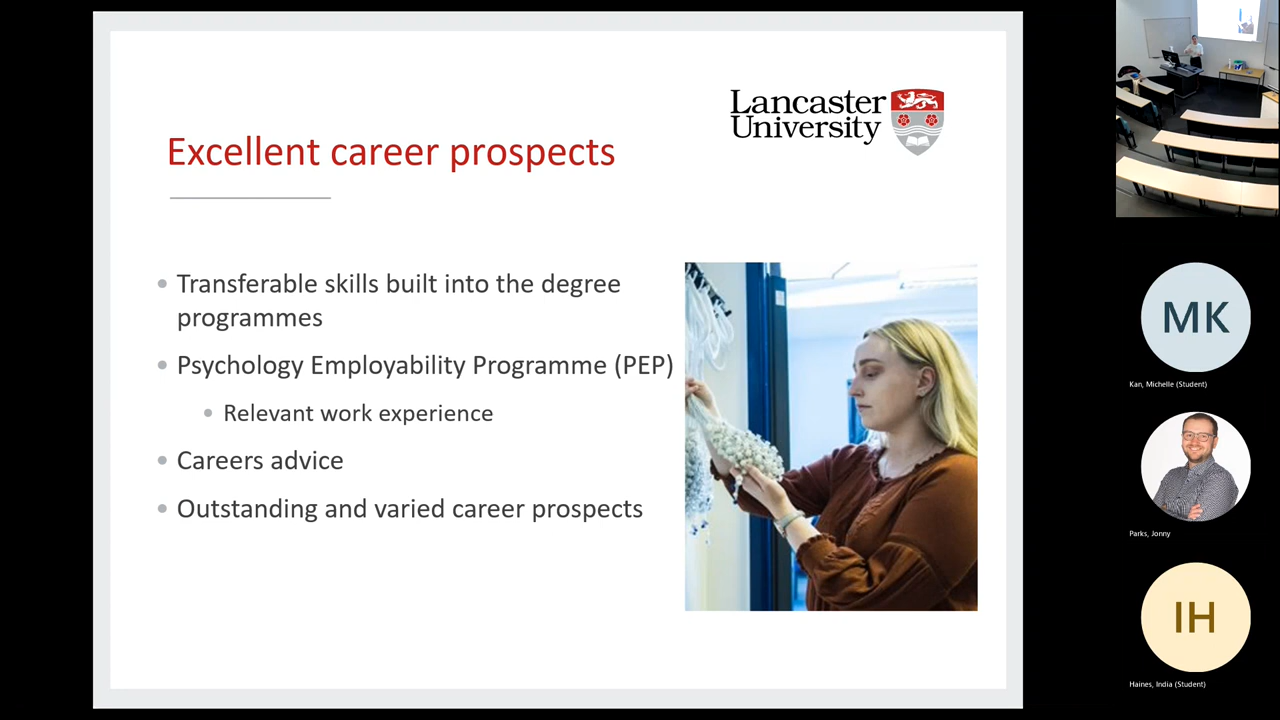 Excellent career prospects
Lancaster
University
Transferable skills built into the degree
programmes
Psychology Employability Programme (PEP)
Relevant work experience
Careers advice
Outstanding and varied career prospects
MK
Kan, Michelle (Student)
Parks, Jonny
IH
Haines, India (Student)